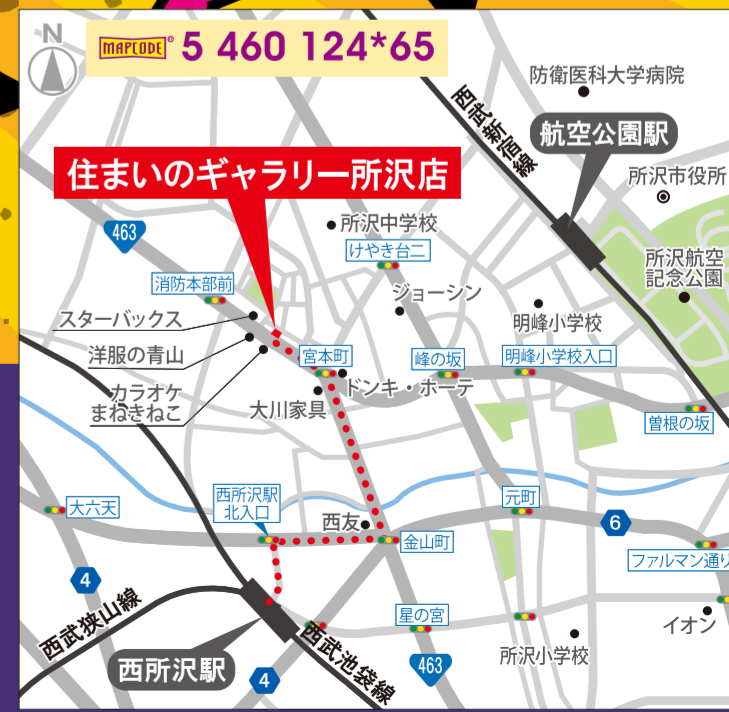 N
MAPCODE® 5 460 124*65
防衛医科大学病院
西武新宿線
航空公園駅
住まいのギャラリー所沢店
所沢市役所
所沢中学校
463
けやき台二
所沢航空
記念公園
消防本部前
ジョーシン
スターバックス
明峰小学校
洋服の青山
宮本町
峰の坂
明峰小学校入口
カラオケ
まねきねこ
ドンキ・ホーテ
大川家具
曽根の坂
西所沢駅
北入口
大六天
西友
元町
6
金山町
ファルマン通り
4
西武狭山線
星の宮
イオン
西所沢駅
4
西武池袋線
463
所沢小学校